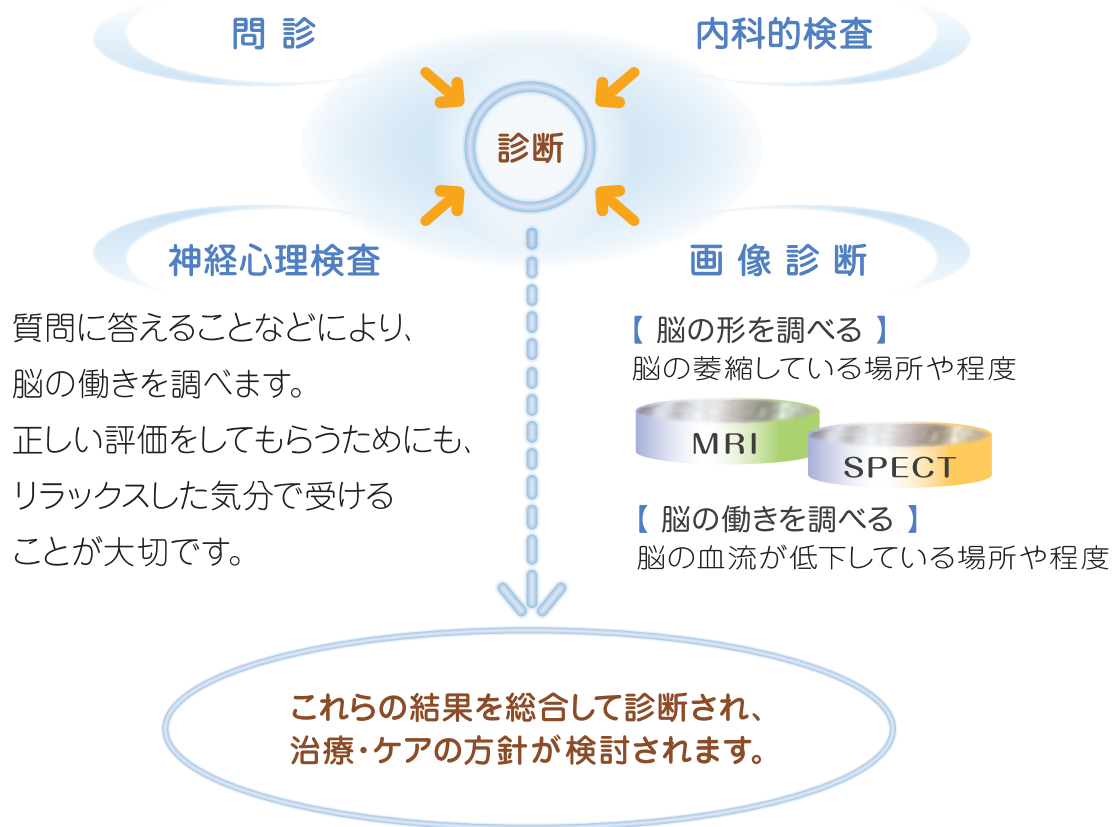 問診
内科的検査
診断
神経心理検査
質問に答えることなどにより、
脳の働きを調べます。
正しい評価をしてもらうためにも、
リラックスした気分で受ける
ことが大切です。
画像診断
【 脳の形を調べる 】
脳の萎縮している場所や程度
MRI
SPECT
【 脳の働きを調べる 】
脳の血流が低下している場所や程度
これらの結果を総合して診断され、
治療・ケアの方針が検討されます。